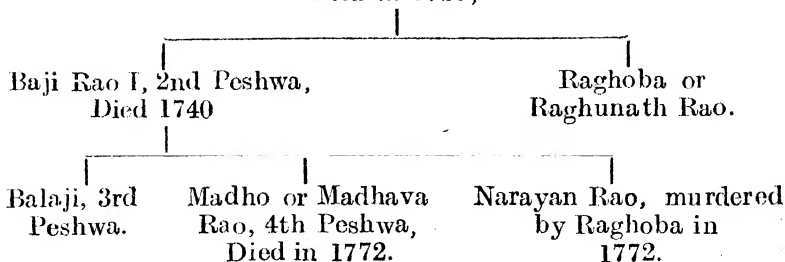 Baji Rao I, 2nd Peshwa,
Died 1740
Raghoba or
Raghunath Rao.
Balaji, 3rd
Peshwa.
Madho or Madhava
Rao, 4th Peshwa,
Died in 1772.
Narayan Rao, murdered
by Raghoba in
1772.